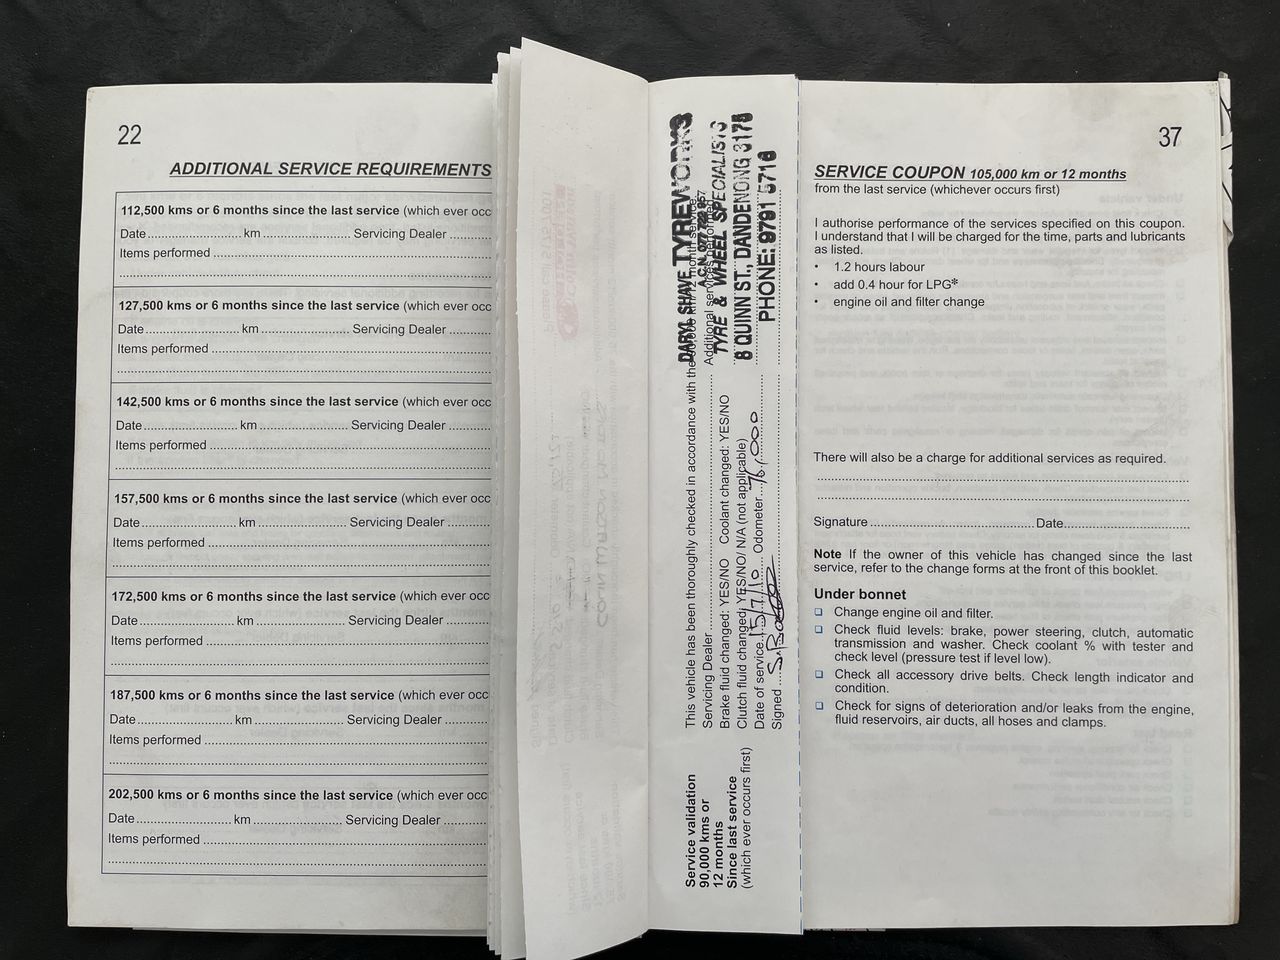 22
ADDITIONAL SERVICE REQUIREMENTS
112,500 kms or 6 months since the last service (which ever occ
Date............................ km ............................ Servicing Dealer ............
Items performed ....................................................................
....................................................................
127,500 kms or 6 months since the last service (which ever occ
Date............................ km ............................ Servicing Dealer ............
Items performed ....................................................................
....................................................................
142,500 kms or 6 months since the last service (which ever occ
Date............................ km ............................ Servicing Dealer ............
Items performed ....................................................................
....................................................................
157,500 kms or 6 months since the last service (which ever occ
Date............................ km ............................ Servicing Dealer ............
Items performed ....................................................................
....................................................................
172,500 kms or 6 months since the last service (which ever occ
Date............................ km ............................ Servicing Dealer ............
Items performed ....................................................................
....................................................................
187,500 kms or 6 months since the last service (which ever occ
Date............................ km ............................ Servicing Dealer ............
Items performed ....................................................................
....................................................................
202,500 kms or 6 months since the last service (which ever occ
Date............................ km ............................ Servicing Dealer ............
Items performed ....................................................................
....................................................................
Service validation
90,000 kms or
12 months
Since last service
(which ever occurs first)
This vehicle has been thoroughly checked in accordance with the 90,000 km/12 month service.
Servicing Dealer ............................ Additional services performed
Brake fluid changed: YES/NO Coolant changed: YES/NO
Clutch fluid changed: YES/NO/ N/A (not applicable)
Date of service 15/7/10 Odometer 76,000
Signed ............
DARYL SHAVE TYREWORKS
A.C.N. 077
TYRE & WHEEL SPECIALISTS
8 QUINN ST., DANDENONG 3175
PHONE: 9791 5716
37
SERVICE COUPON 105,000 km or 12 months
from the last service (whichever occurs first)
I authorise performance of the services specified on this coupon.
I understand that I will be charged for the time, parts and lubricants
as listed.
• 1.2 hours labour
• add 0.4 hour for LPG*
• engine oil and filter change
There will also be a charge for additional services as required.
....................................................................
....................................................................
Signature ............................................ Date............................
Note If the owner of this vehicle has changed since the last
service, refer to the change forms at the front of this booklet.
Under bonnet
❑ Change engine oil and filter.
❑ Check fluid levels: brake, power steering, clutch, automatic
transmission and washer. Check coolant % with tester and
check level (pressure test if level low).
❑ Check all accessory drive belts. Check length indicator and
condition.
❑ Check for signs of deterioration and/or leaks from the engine,
fluid reservoirs, air ducts, all hoses and clamps.